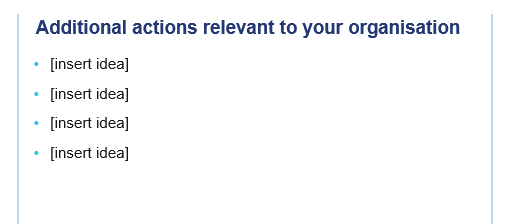 Additional actions relevant to your organisation
• [insert idea]
• [insert idea]
• [insert idea]
• [insert idea]